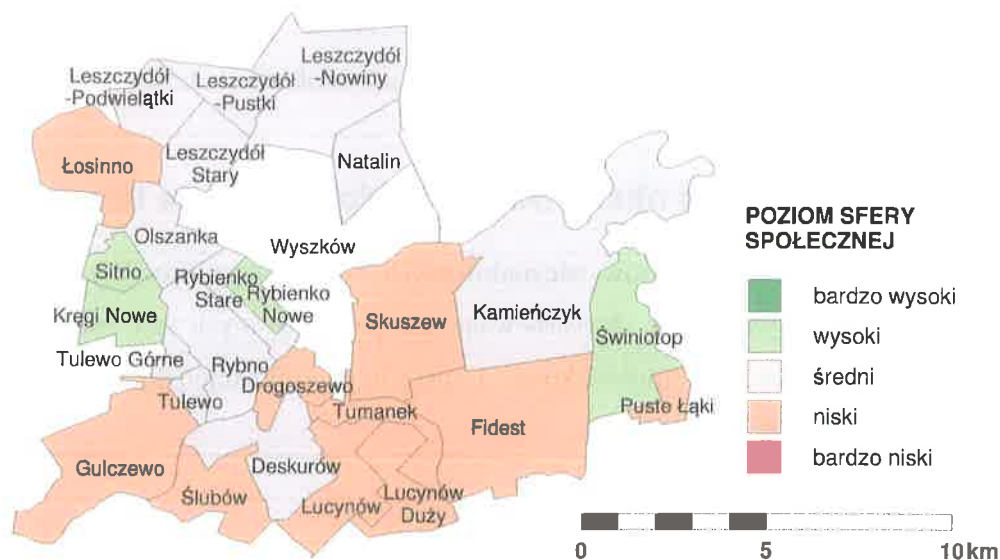 Leszczydół
-Nowiny
Leszczydół
-Podwielątki
Leszczydół
-Pustki
Łosinno
Leszczydół
Stary
Natalin
Olszanka
Wyszków
Sitno
Rybienko
Stare
Rybienko
Nowe
Kręgi Nowe
Skuszew
Kamieńczyk
Świniotop
Tulewo Górne
Rybno
Drogoszewo
Tulewo
Tumanek
Fidest
Puste Łąki
Gulczewo
Deskurów
Ślubów
Lucynów
Lucynów
Duży
POZIOM SFERY
SPOŁECZNEJ
bardzo wysoki
wysoki
średni
niski
bardzo niski
0 5 10 km